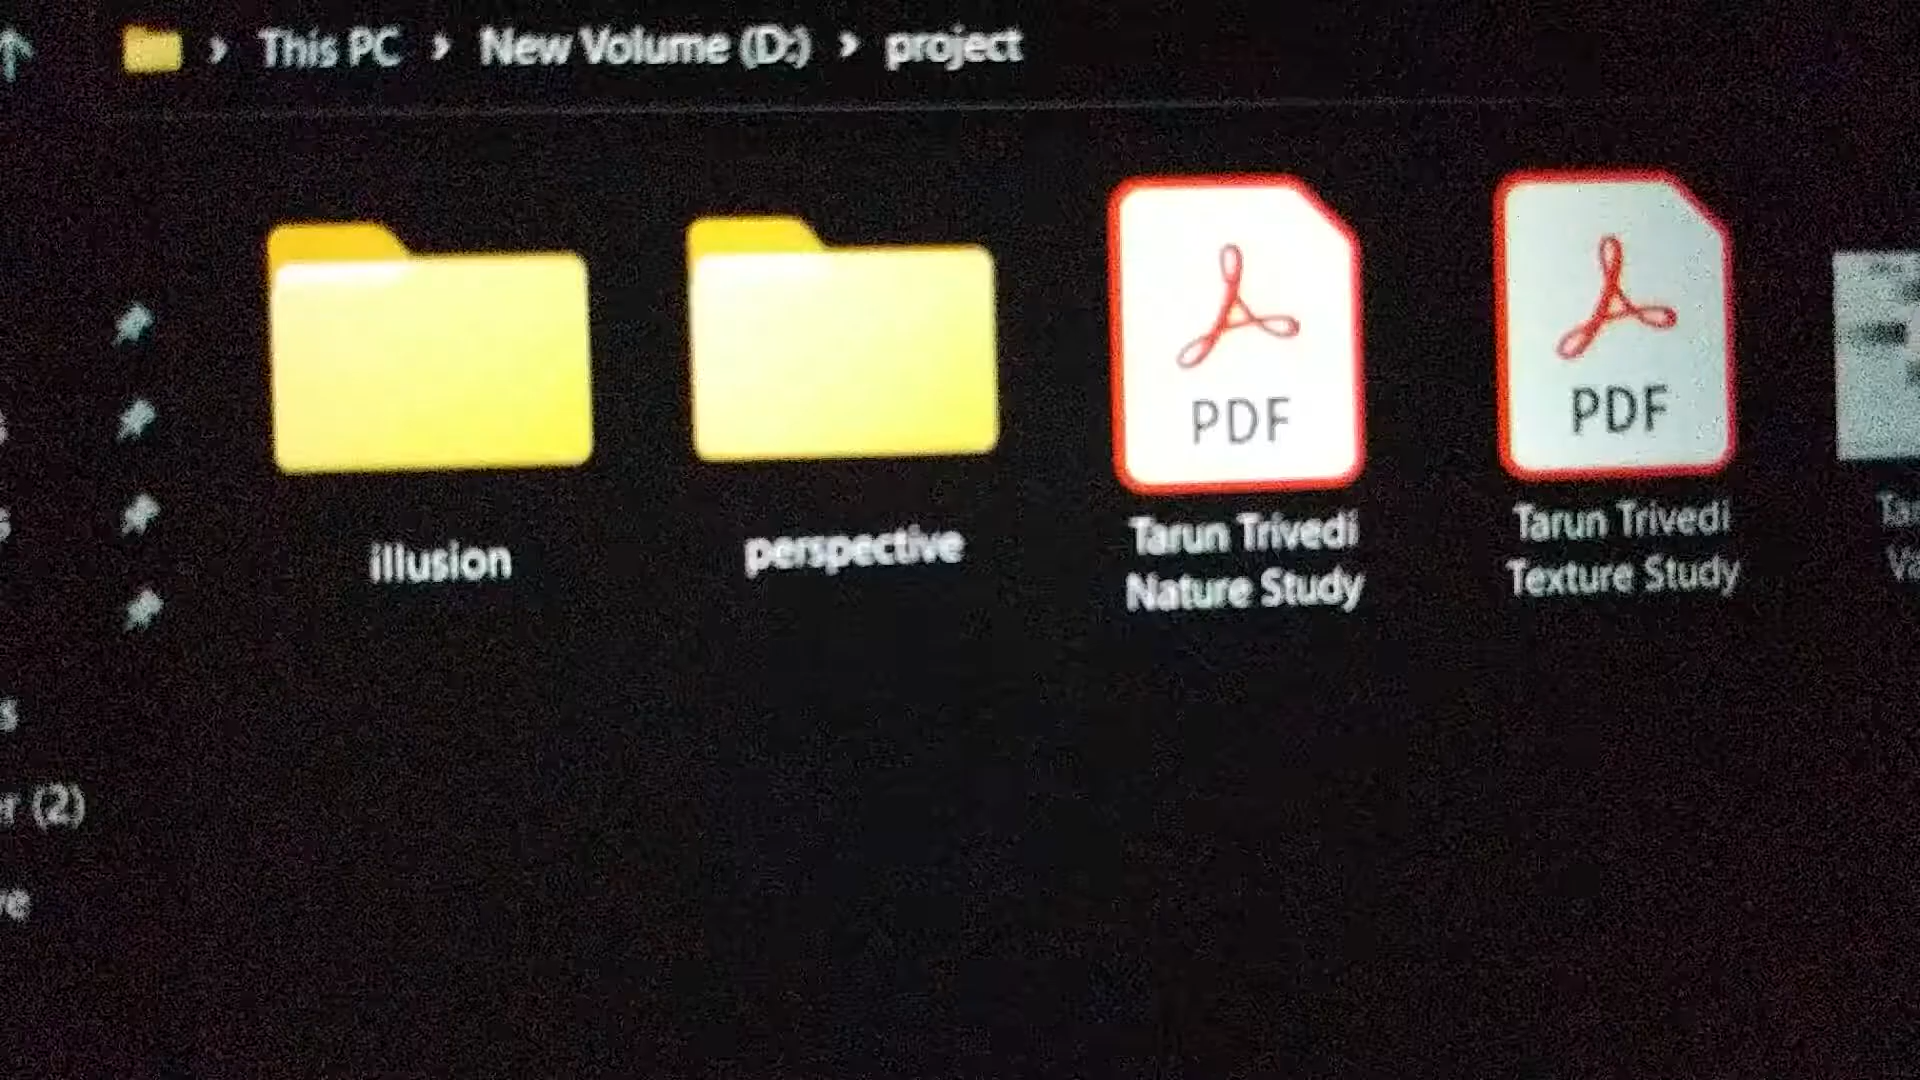 This PC > New Volume (D:) > project
illusion
perspective
PDF
Tarun Trivedi
Nature Study
PDF
Tarun Trivedi
Texture Study
r (2)